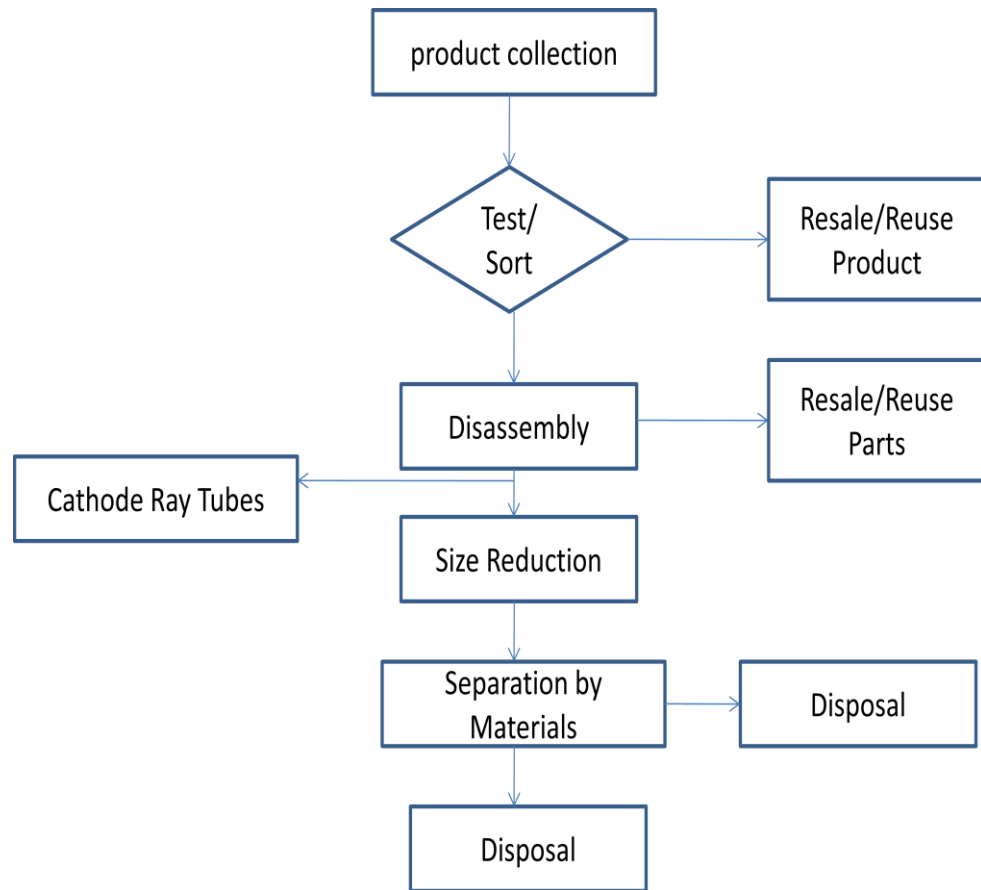 product collection
Test/
Sort
Resale/Reuse
Product
Disassembly
Resale/Reuse
Parts
Cathode Ray Tubes
Size Reduction
Separation by
Materials
Disposal
Disposal